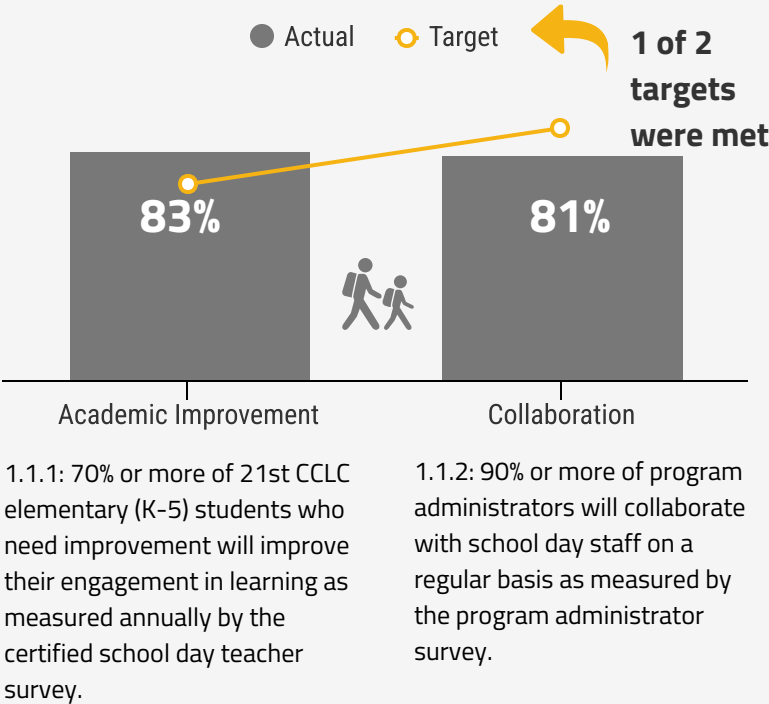 Actual
Target
1 of 2
targets
were met
83%
81%
Academic Improvement
Collaboration
1.1.1: 70% or more of 21st CCLC
elementary (K-5) students who
need improvement will improve
their engagement in learning as
measured annually by the
certified school day teacher
survey.
1.1.2: 90% or more of program
administrators will collaborate
with school day staff on a
regular basis as measured by
the program administrator
survey.